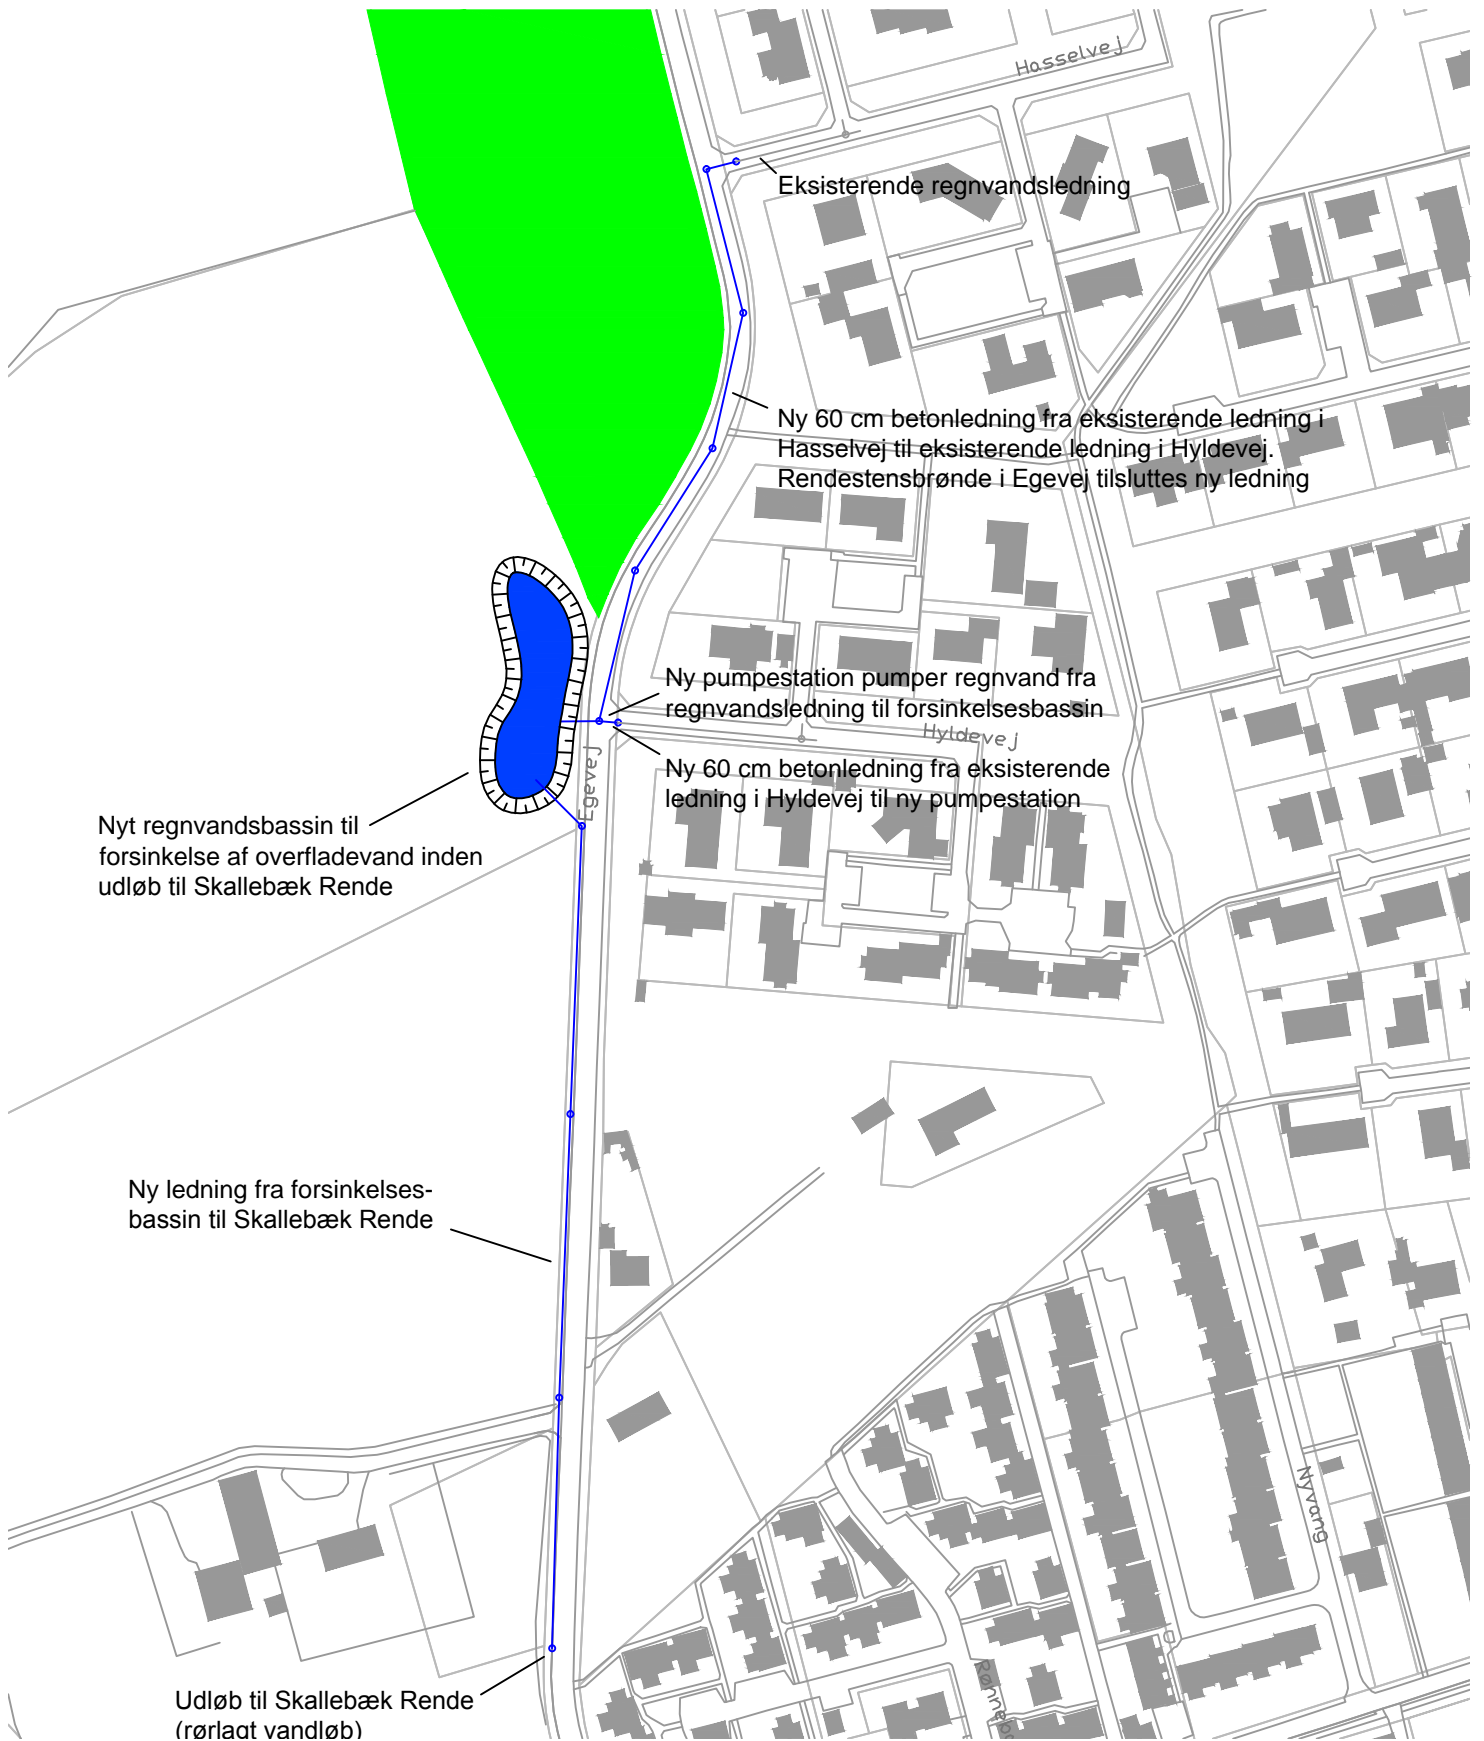 Hasselvej
Eksisterende regnvandsledning
Ny 60 cm betonledning fra eksisterende ledning i
Hasselvej til eksisterende ledning i Hyldevej.
Rendestensbrønde i Egevej tilsluttes ny ledning
Ny pumpestation pumper regnvand fra
regnvandsledning til forsinkelsesbassin
Hyldevej
Egevej
Ny 60 cm betonledning fra eksisterende
ledning i Hyldevej til ny pumpestation
Nyt regnvandsbassin til
forsinkelse af overfladevand inden
udløb til Skallebæk Rende
Ny ledning fra forsinkelses-
bassin til Skallebæk Rende
Nyvang
Udløb til Skallebæk Rende
(rørlagt vandløb)